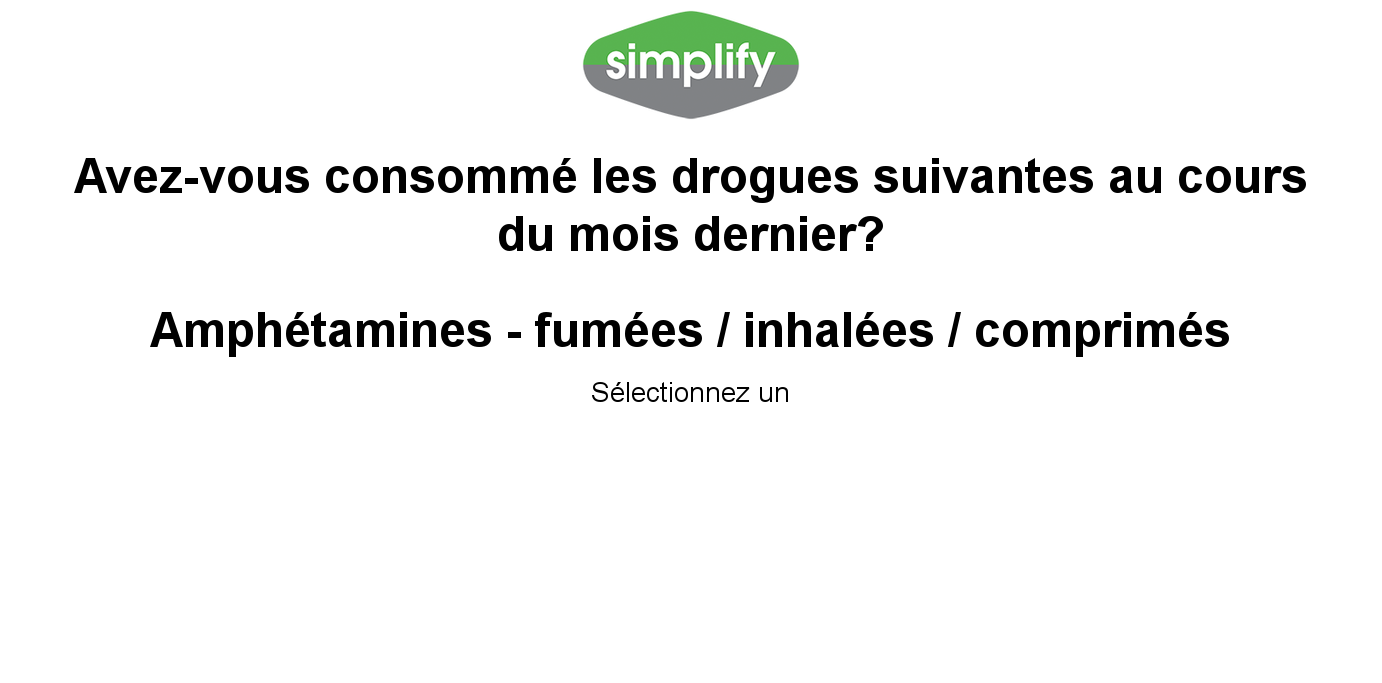 simplify
Avez-vous consommé les drogues suivantes au cours
du mois dernier?
Amphétamines - fumées / inhalées / comprimés
Sélectionnez un